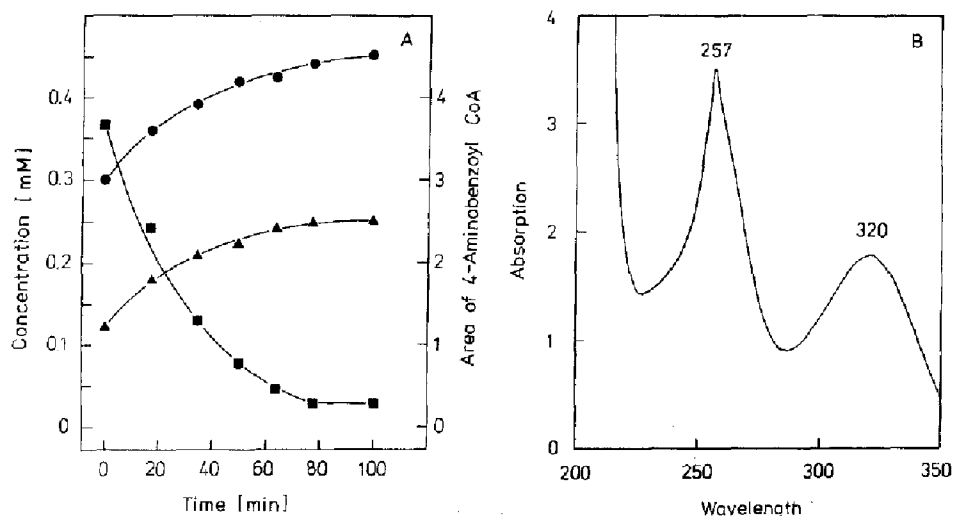 A
Concentration [mM]
0.4
0.3
0.2
0.1
0
4
3
2
1
0
Area of 4-Aminobenzoyl CoA
0 20 40 60 80 100
Time [min]
B
Absorption
4
3
2
1
0
257
320
200 250 300 350
Wavelength